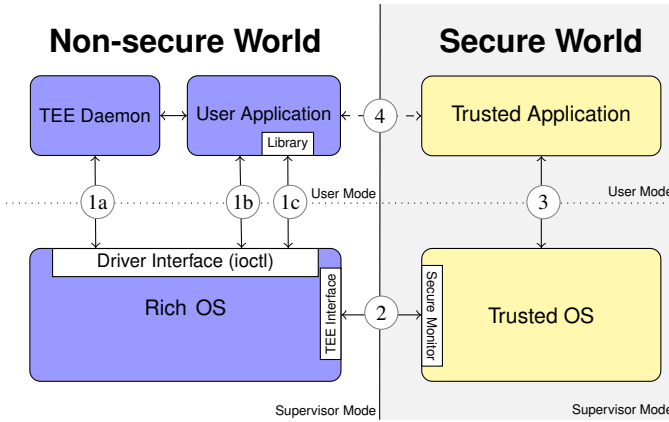 Non-secure World
Secure World
TEE Daemon
User Application
Library
4
Trusted Application
1a
1b
1c
User Mode
3
User Mode
Driver Interface (ioctl)
Rich OS
TEE Interface
2
Secure Monitor
Trusted OS
Supervisor Mode
Supervisor Mode